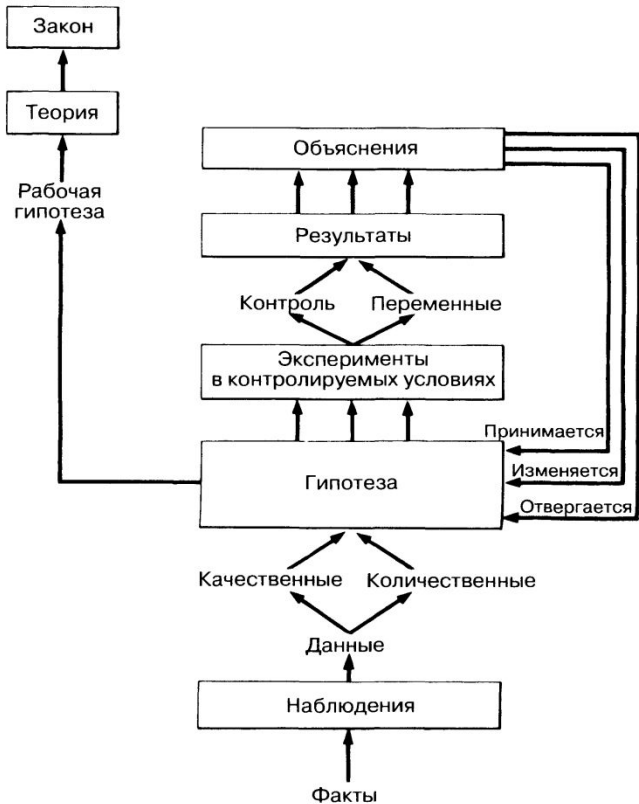 Закон
Теория
Рабочая
гипотеза
Объяснения
Результаты
Контроль
Переменные
Эксперименты
в контролируемых условиях
Принимается
Гипотеза
Изменяется
Отвергается
Качественные
Количественные
Данные
Наблюдения
Факты